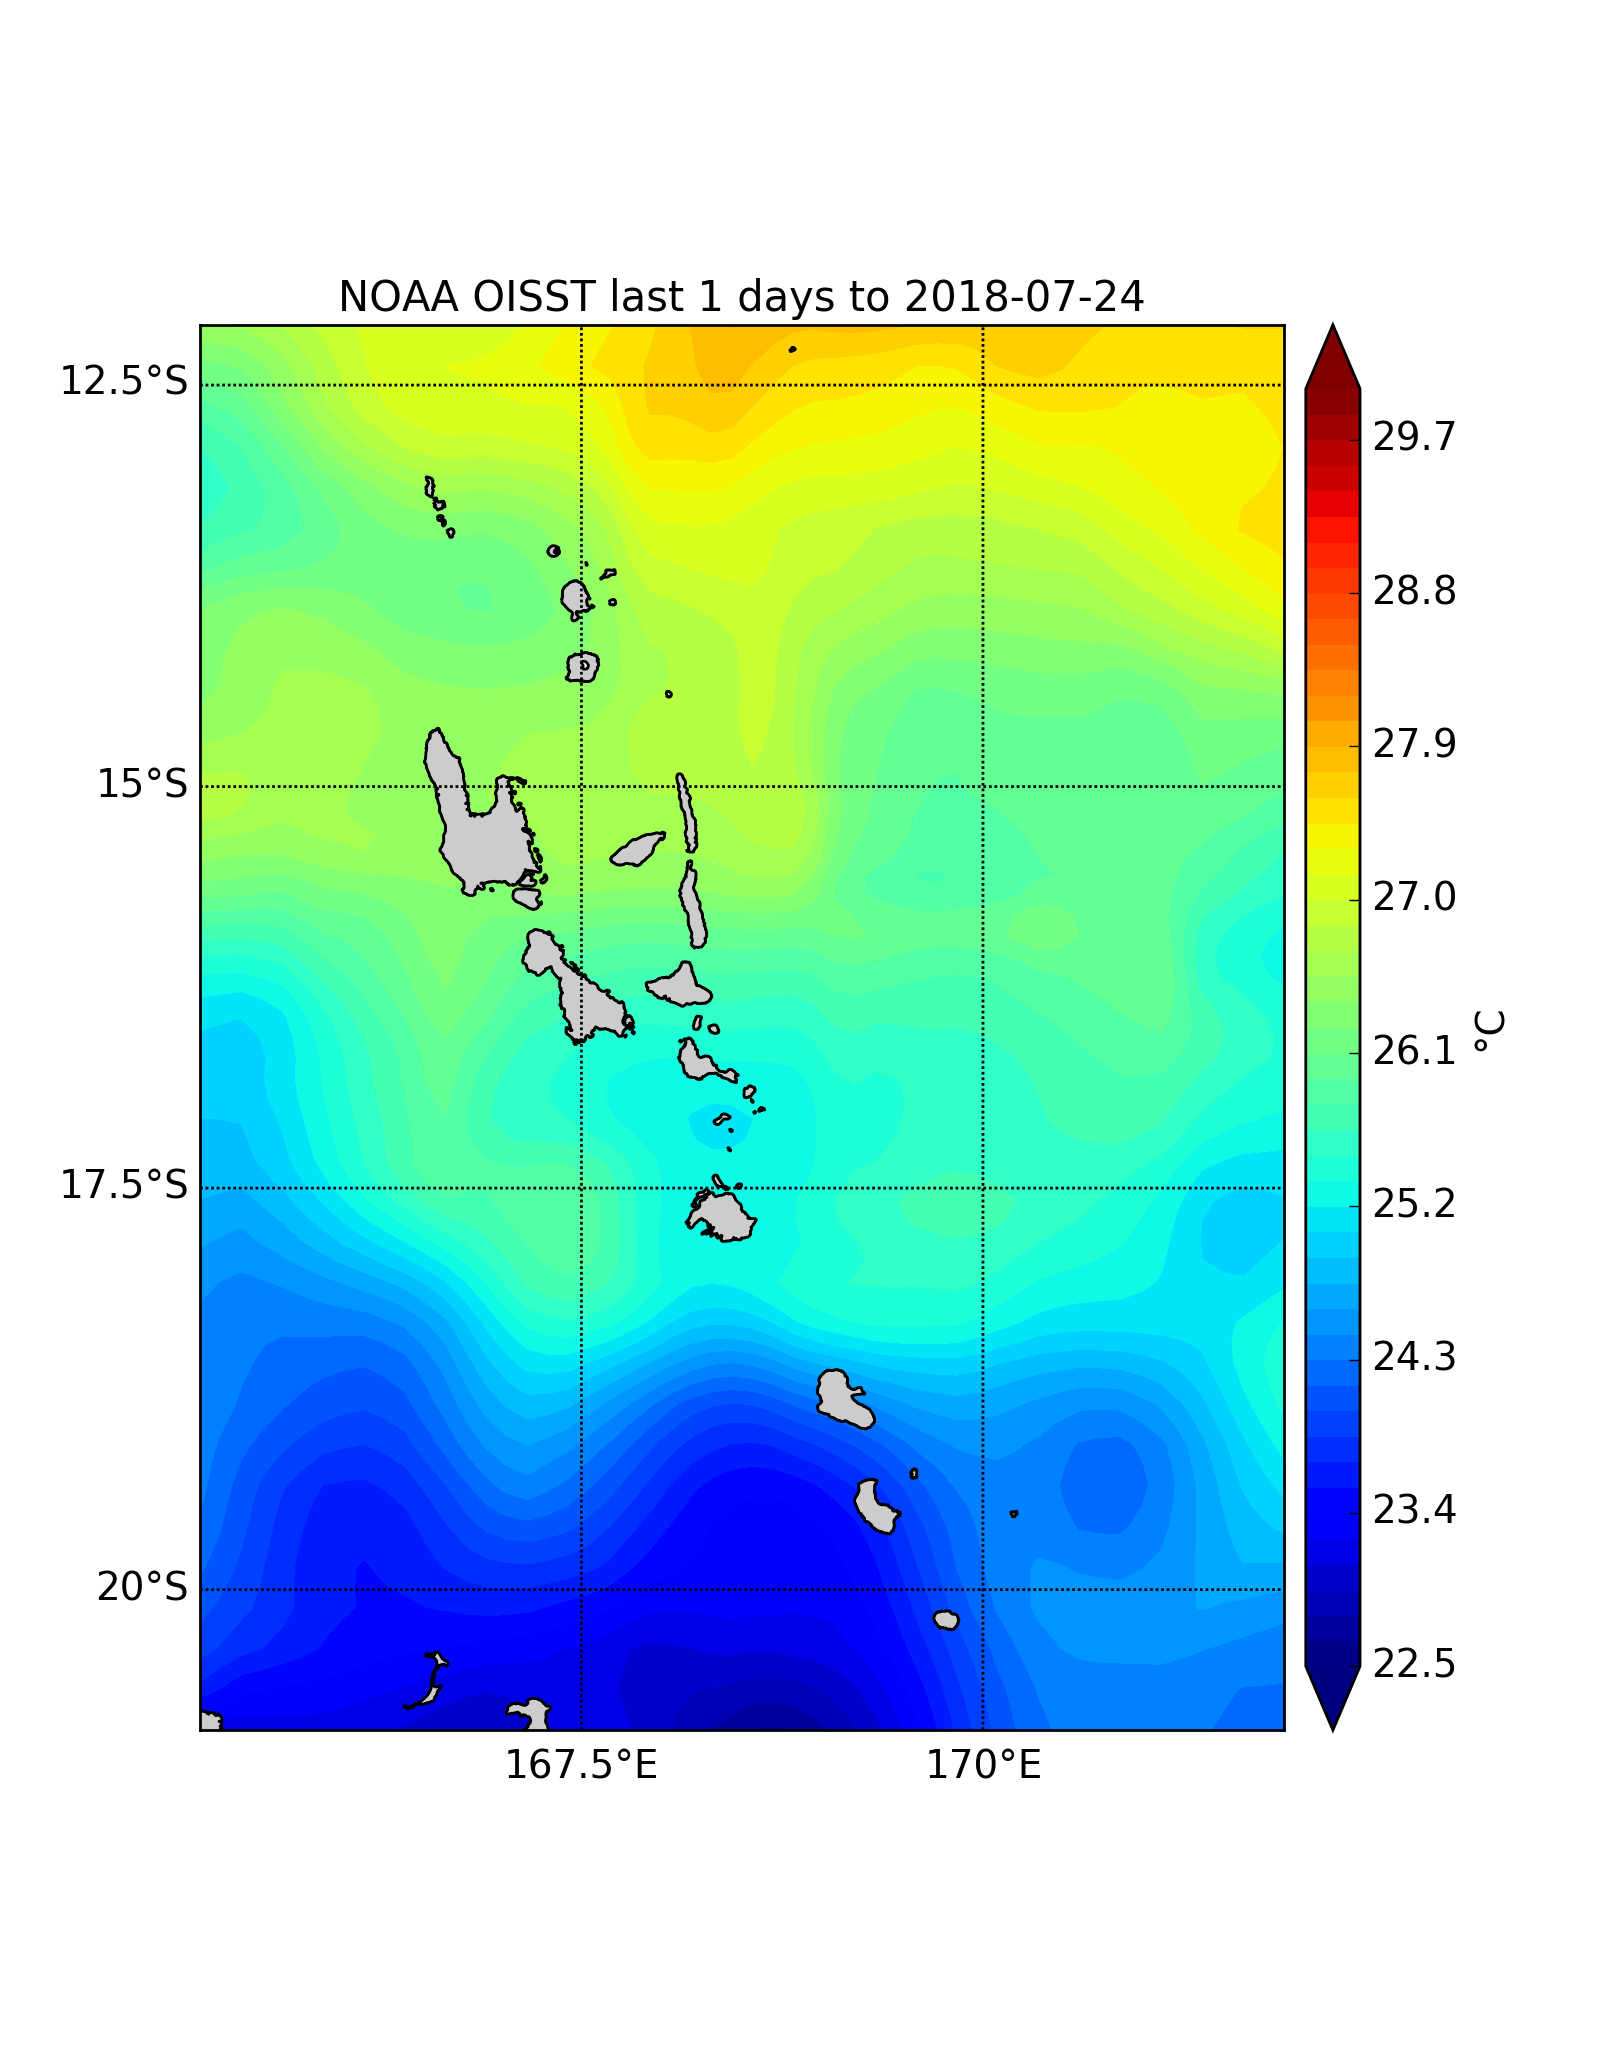 NOAA OISST last 1 days to 2018-07-24
12.5°S
15°S
17.5°S
20°S
167.5°E
170°E
29.7
28.8
27.9
27.0
26.1
25.2
24.3
23.4
22.5
°C